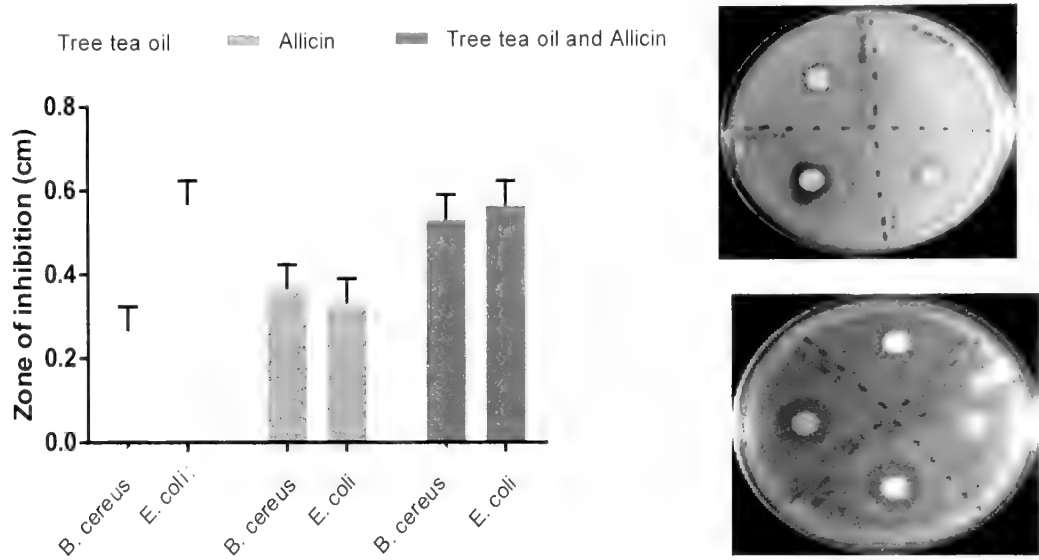 Tree tea oil Allicin Tree tea oil and Allicin
Zone of inhibition (cm)
0.8
0.6
0.4
0.2
0.0
B. cereus E. coli B. cereus E. coli B. cereus E. coli